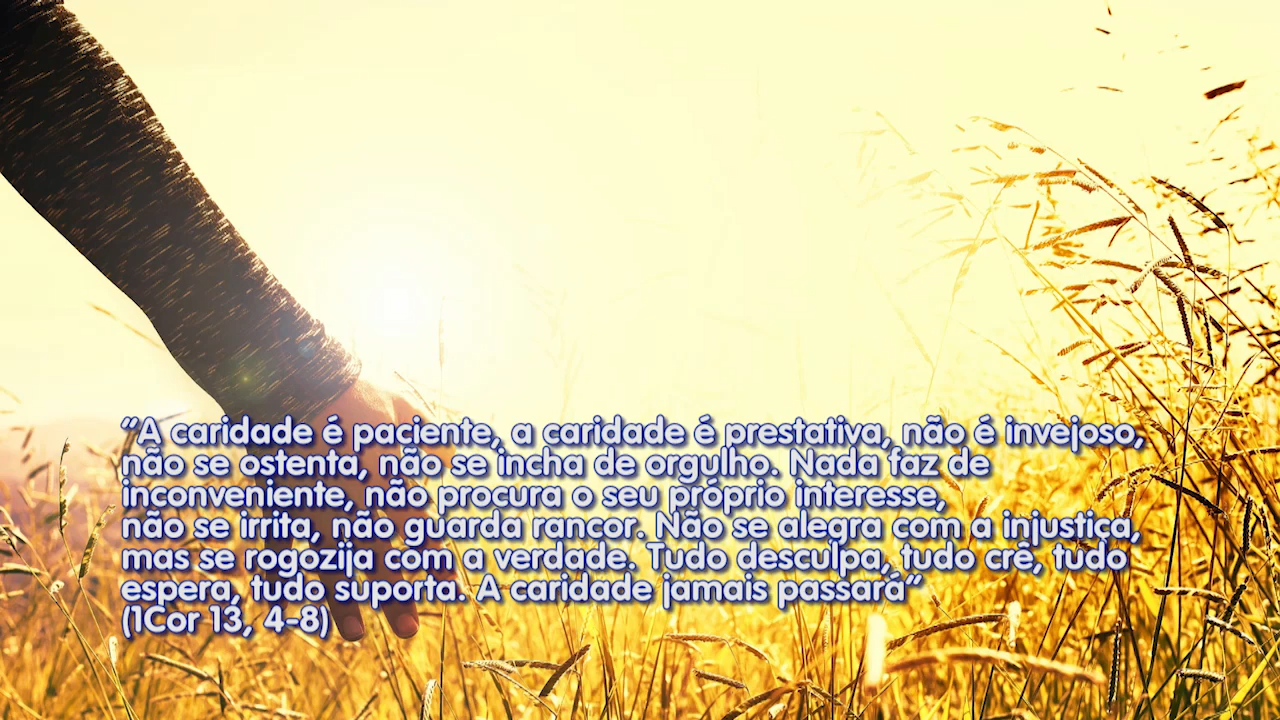 “A caridade é paciente, a caridade é prestativa, não é invejoso,
não se ostenta, não se incha de orgulho. Nada faz de
inconveniente, não procura o seu próprio interesse,
não se irrita, não guarda rancor. Não se alegra com a injustiça,
mas se rogozija com a verdade. Tudo desculpa, tudo crê, tudo
espera, tudo suporta. A caridade jamais passará“
(1Cor 13, 4-8)